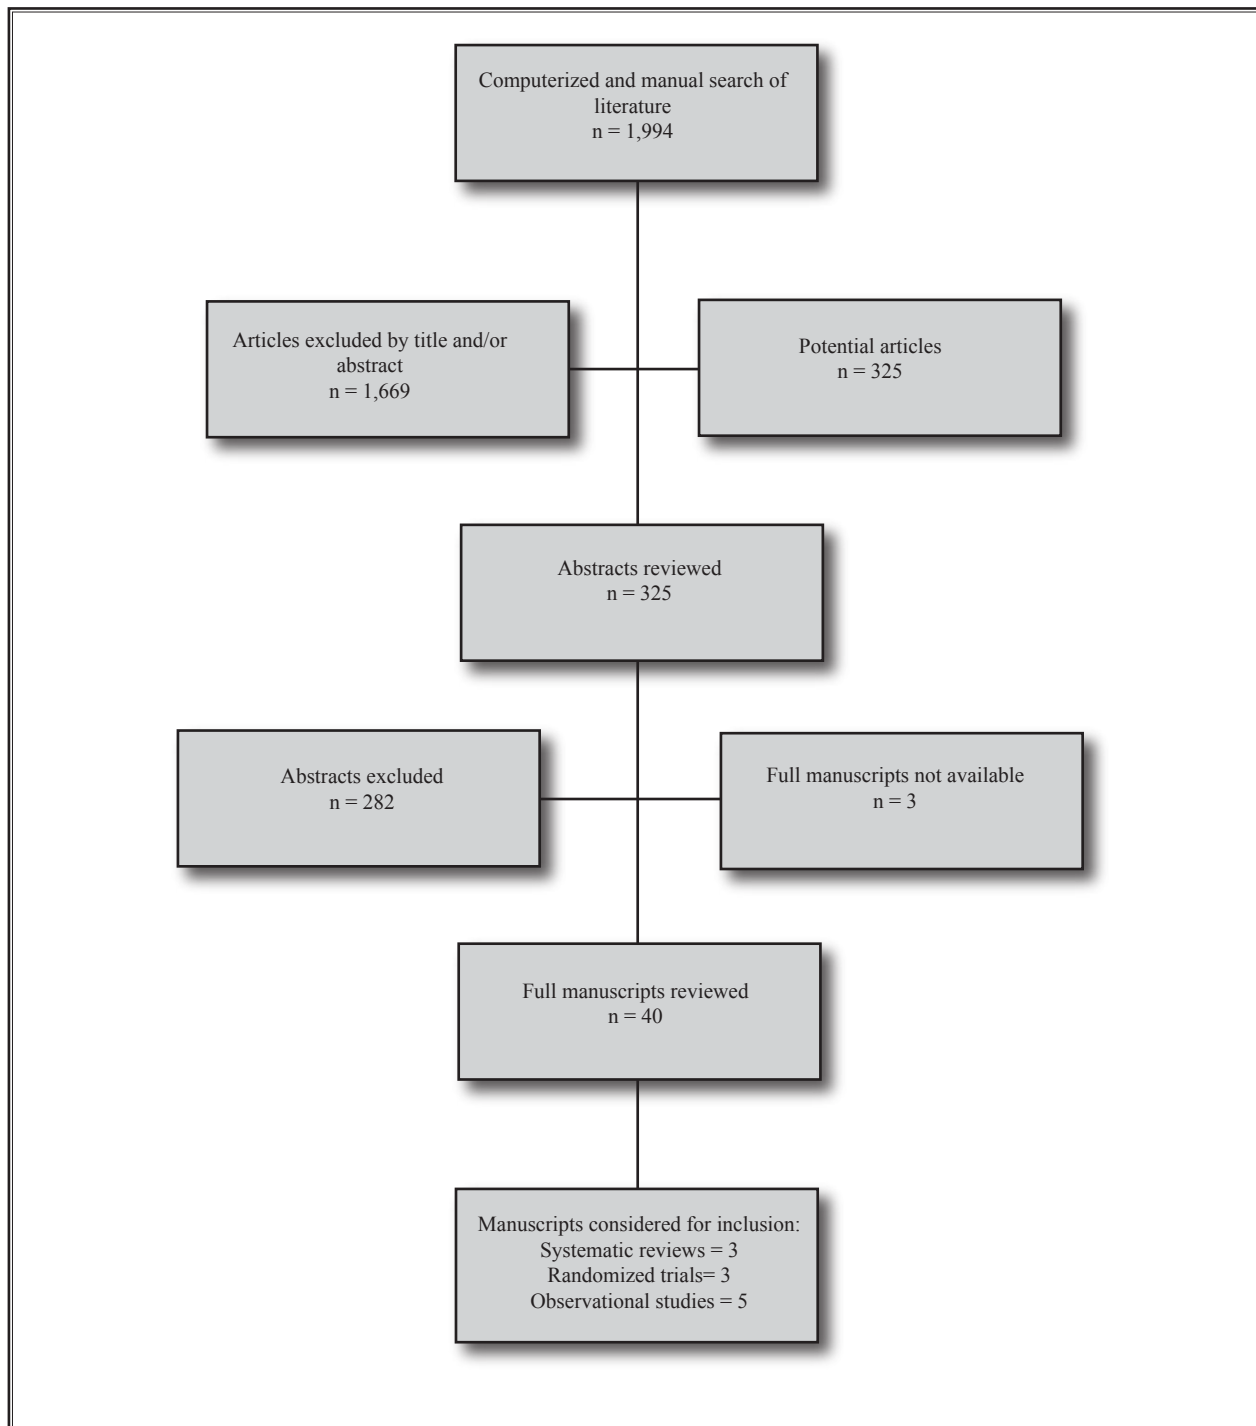 Computerized and manual search of
literature
n = 1,994
Articles excluded by title and/or
abstract
n = 1,669
Potential articles
n = 325
Abstracts reviewed
n = 325
Abstracts excluded
n = 282
Full manuscripts not available
n = 3
Full manuscripts reviewed
n = 40
Manuscripts considered for inclusion:
Systematic reviews = 3
Randomized trials= 3
Observational studies = 5